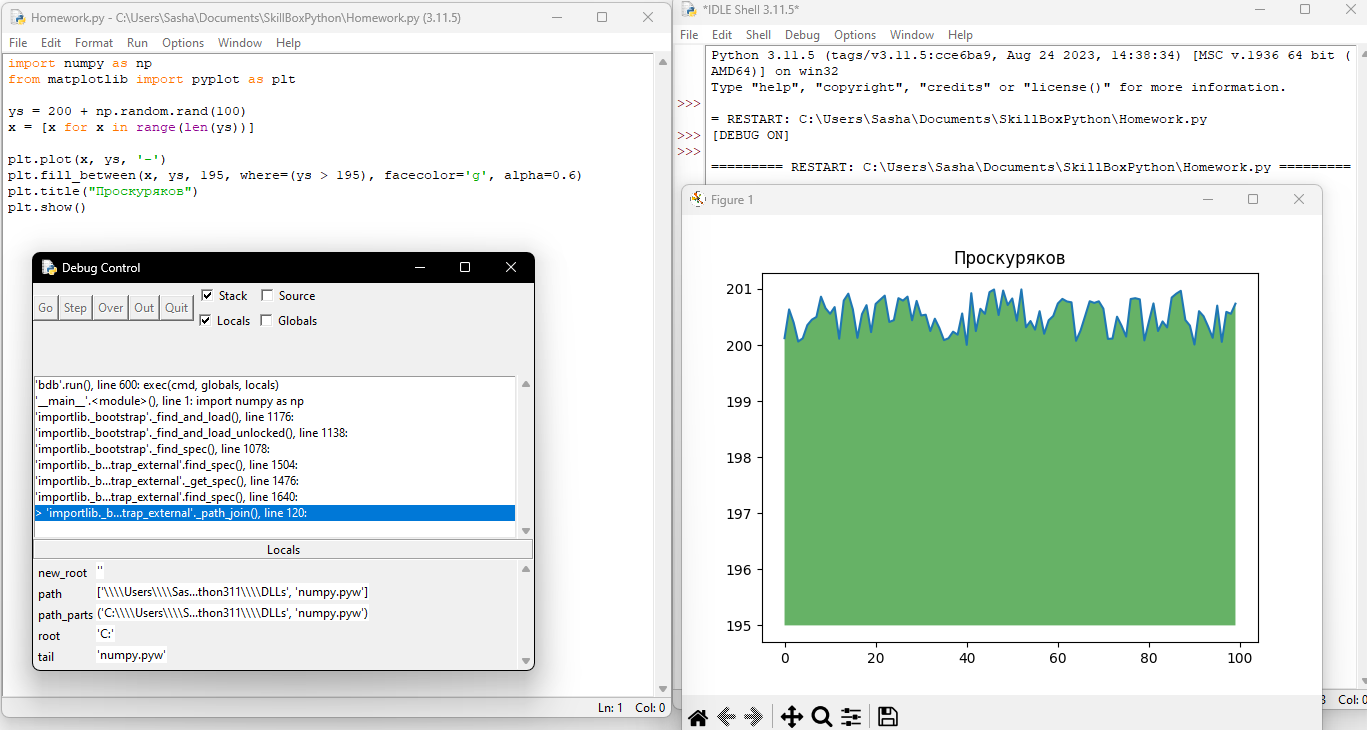 Homework.py - C:\Users\Sasha\Documents\SkillBoxPython\Homework.py (3.11.5)
File Edit Format Run Options Window Help
import numpy as np
from matplotlib import pyplot as plt
ys = 200 + np.random.rand(100)
x = [x for x in range(len(ys))]
plt.plot(x, ys, '-')
plt.fill_between(x, ys, 195, where=(ys > 195), facecolor='g', alpha=0.6)
plt.title("Проскуряков")
plt.show()
Ln: 1 Col: 0
Debug Control
Go Step Over Out Quit
Stack Source
Locals Globals
'bdb'.run(), line 600: exec(cmd, globals, locals)
'__main__'.<module>(), line 1: import numpy as np
'importlib._bootstrap'._find_and_load(), line 1176:
'importlib._bootstrap'._find_and_load_unlocked(), line 1138:
'importlib._bootstrap'._find_spec(), line 1078:
'importlib._b...trap_external'.find_spec(), line 1504:
'importlib._b...trap_external'._get_spec(), line 1476:
'importlib._b...trap_external'.find_spec(), line 1640:
> 'importlib._b...trap_external'._path_join(), line 120:
Locals
new_root ''
path ['\\\\Users\\\\Sas...thon311\\\\DLLs', 'numpy.pyw']
path_parts ('C:\\\\Users\\\\S...thon311\\\\DLLs', 'numpy.pyw')
root 'C:'
tail 'numpy.pyw'
*IDLE Shell 3.11.5*
File Edit Shell Debug Options Window Help
Python 3.11.5 (tags/v3.11.5:cce6ba9, Aug 24 2023, 14:38:34) [MSC v.1936 64 bit (
AMD64)] on win32
Type "help", "copyright", "credits" or "license()" for more information.
>>>
= RESTART: C:\Users\Sasha\Documents\SkillBoxPython\Homework.py
>>> [DEBUG ON]
>>>
========= RESTART: C:\Users\Sasha\Documents\SkillBoxPython\Homework.py =========
Figure 1
Проскуряков
201
200
199
198
197
196
195
0 20 40 60 80 100
3 Col: 0